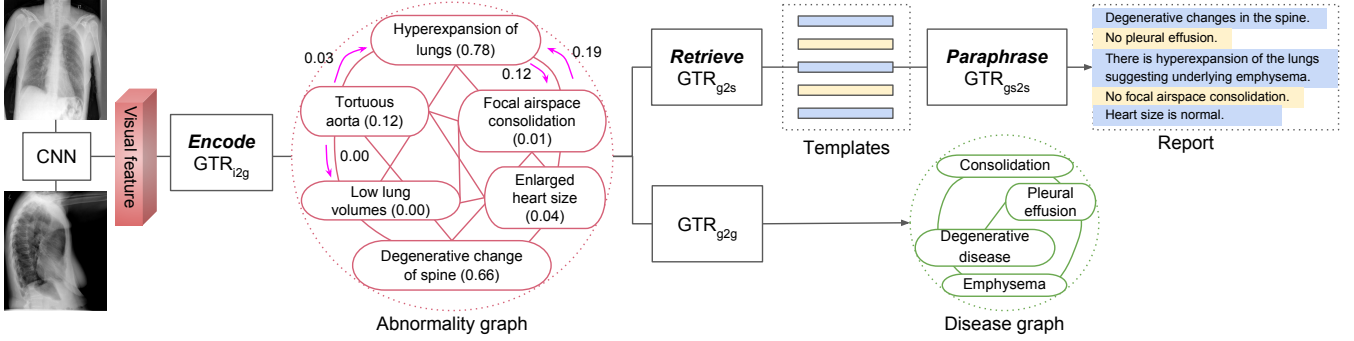 CNN
Visual feature
Encode
GTRi2g
Hyperexpansion of
lungs (0.78)
0.03
0.19
0.12
Tortuous
aorta (0.12)
Focal airspace
consolidation
(0.01)
0.00
Low lung
volumes (0.00)
Enlarged
heart size
(0.04)
Degenerative change
of spine (0.66)
Abnormality graph
Retrieve
GTRg2s
Templates
Paraphrase
GTRgs2s
Degenerative changes in the spine.
No pleural effusion.
There is hyperexpansion of the lungs
suggesting underlying emphysema.
No focal airspace consolidation.
Heart size is normal.
Report
GTRg2g
Consolidation
Pleural
effusion
Degenerative
disease
Emphysema
Disease graph